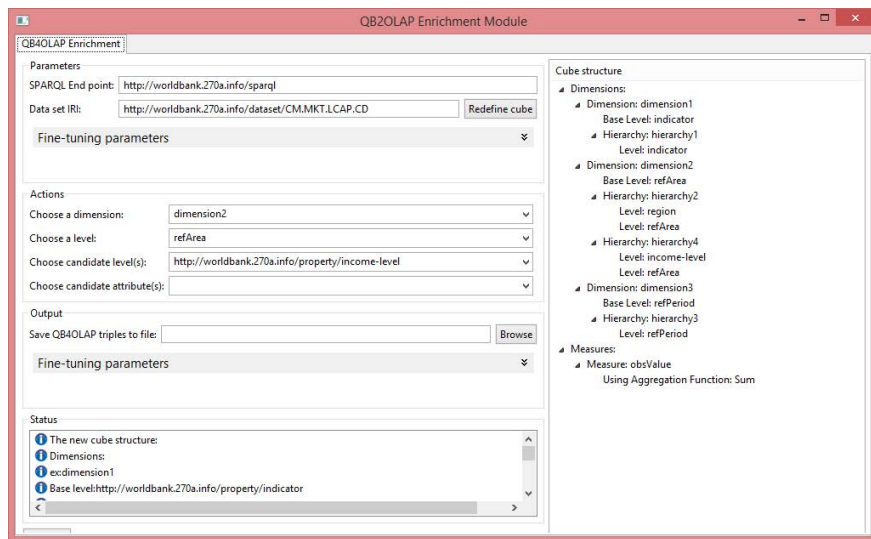 QB2OLAP Enrichment Module
QB4OLAP Enrichment
Parameters
SPARQL End point: http://worldbank.270a.info/sparql
Data set IRI: http://worldbank.270a.info/dataset/CM.MKT.LCAP.CD Redefine cube
Fine-tuning parameters
Actions
Choose a dimension: dimension2
Choose a level: refArea
Choose candidate level(s): http://worldbank.270a.info/property/income-level
Choose candidate attribute(s):
Output
Save QB4OLAP triples to file: Browse
Fine-tuning parameters
Status
The new cube structure:
Dimensions:
ex:dimension1
Base level:http://worldbank.270a.info/property/indicator
Cube structure
Dimensions:
Dimension: dimension1
Base Level: indicator
Hierarchy: hierarchy1
Level: indicator
Dimension: dimension2
Base Level: refArea
Hierarchy: hierarchy2
Level: region
Level: refArea
Hierarchy: hierarchy4
Level: income-level
Level: refArea
Dimension: dimension3
Base Level: refPeriod
Hierarchy: hierarchy3
Level: refPeriod
Measures:
Measure: obsValue
Using Aggregation Function: Sum